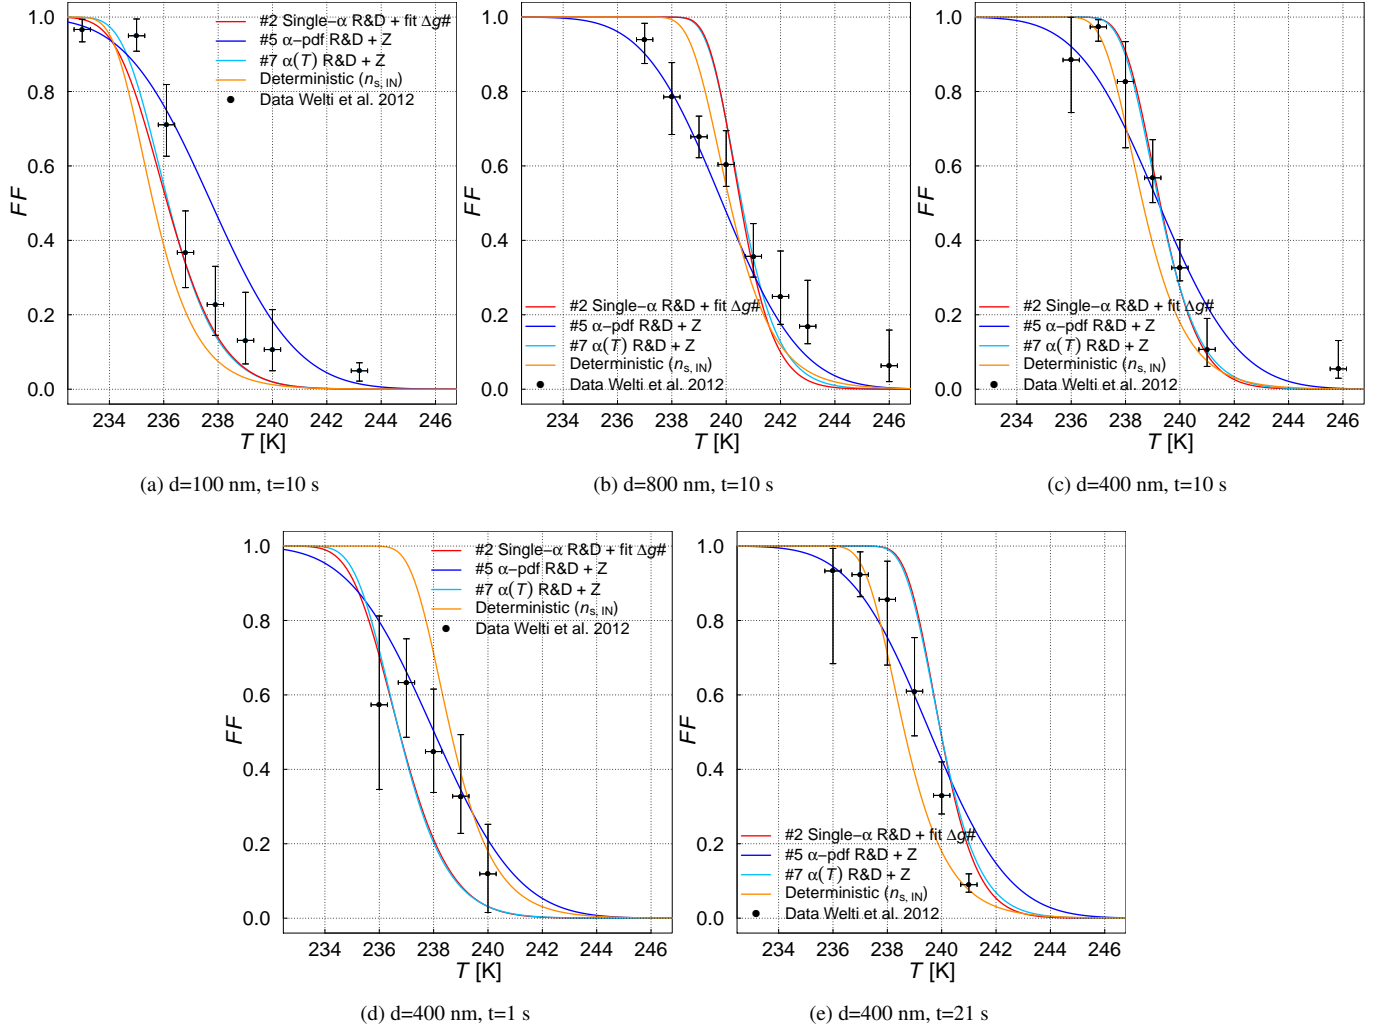 #2 Single−α R&D + fit Δg#
#5 α−pdf R&D + Z
#7 α(T) R&D + Z
Deterministic (ns, IN)
Data Welti et al. 2012
1.0
0.8
0.6
0.4
0.2
0.0
FF
234 236 238 240 242 244 246
T [K]
(a) d=100 nm, t=10 s
1.0
0.8
0.6
0.4
0.2
0.0
FF
#2 Single−α R&D + fit Δg#
#5 α−pdf R&D + Z
#7 α(T) R&D + Z
Deterministic (ns, IN)
Data Welti et al. 2012
234 236 238 240 242 244 246
T [K]
(b) d=800 nm, t=10 s
1.0
0.8
0.6
0.4
0.2
0.0
FF
#2 Single−α R&D + fit Δg#
#5 α−pdf R&D + Z
#7 α(T) R&D + Z
Deterministic (ns, IN)
Data Welti et al. 2012
234 236 238 240 242 244 246
T [K]
(c) d=400 nm, t=10 s
1.0
0.8
0.6
0.4
0.2
0.0
FF
#2 Single−α R&D + fit Δg#
#5 α−pdf R&D + Z
#7 α(T) R&D + Z
Deterministic (ns, IN)
Data Welti et al. 2012
234 236 238 240 242 244 246
T [K]
(d) d=400 nm, t=1 s
1.0
0.8
0.6
0.4
0.2
0.0
FF
#2 Single−α R&D + fit Δg#
#5 α−pdf R&D + Z
#7 α(T) R&D + Z
Deterministic (ns, IN)
Data Welti et al. 2012
234 236 238 240 242 244 246
T [K]
(e) d=400 nm, t=21 s